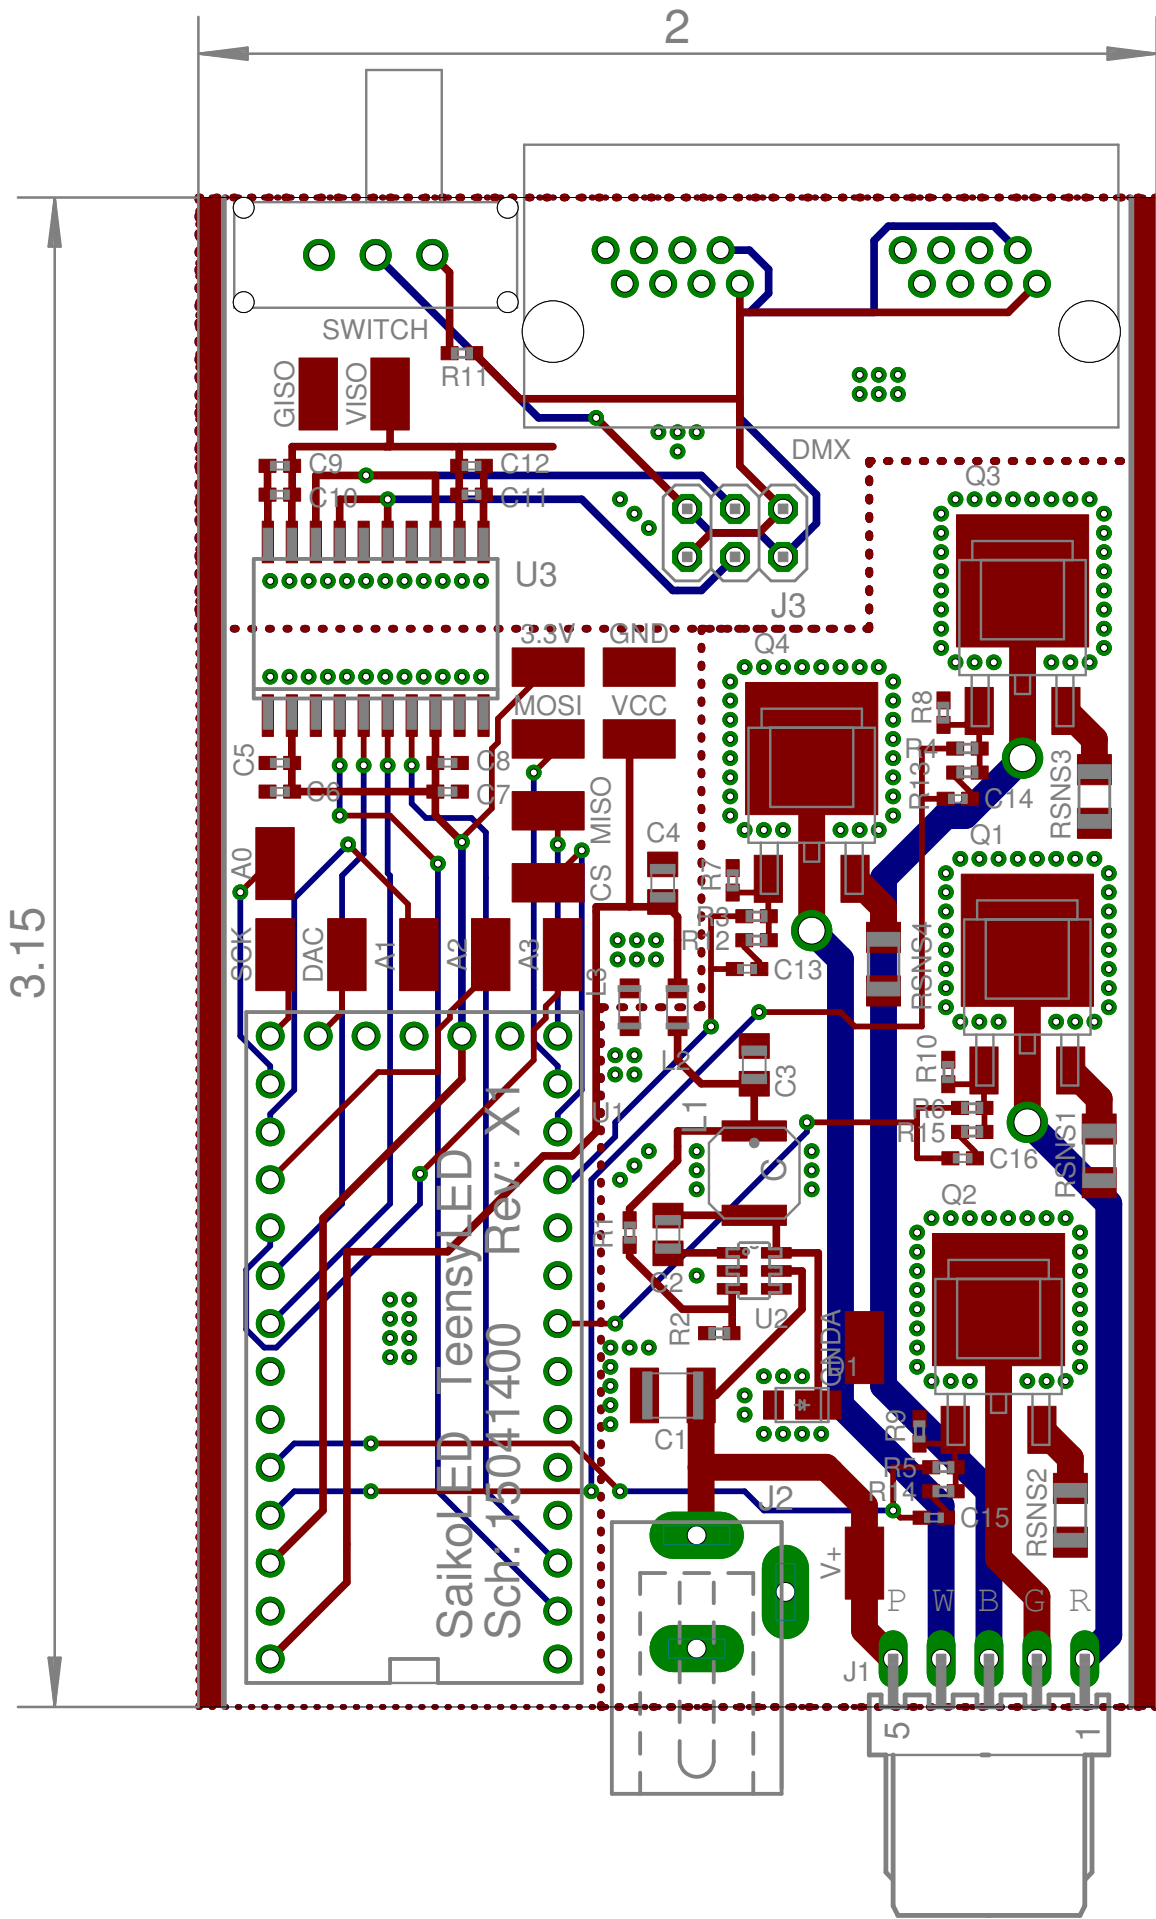 2
3.15
SWITCH
R11
GISO
VISO
DMX
C9
C12
C10
C11
Q3
U3
J3
3.3V
GND
Q4
MOSI
VCC
R8
C5
C8
R4
R13
C6
C7
C14
RSNS3
MISO
Q1
C4
A0
CS
R7
R3
R12
SCK
DAC
A1
A2
A3
L3
C13
RSNS4
L2
C3
R10
U1
L1
R6
R15
C16
RSNS1
Q2
R1
C2
R2
U2
GNDA
D1
C1
R9
R5
R14
C15
RSNS2
J2
V+
SaikoLED TeensyLED
Sch: 15041400 Rev: X1
P W B G R
J1
5
1